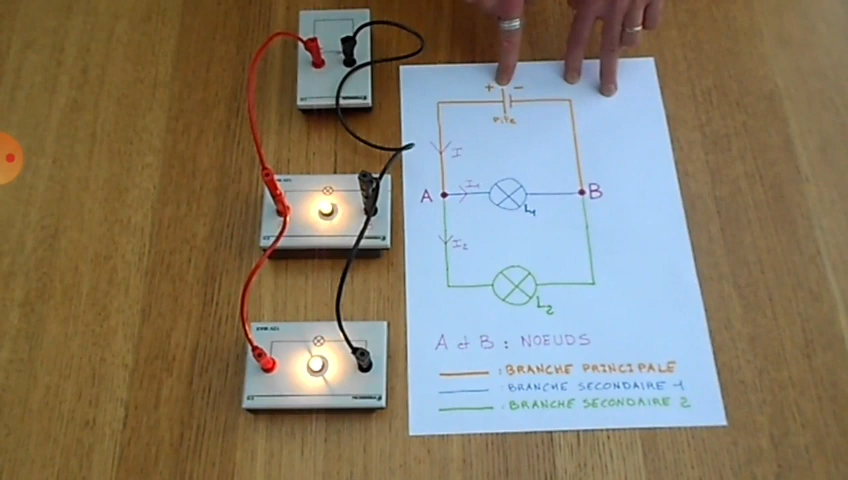 + -
Pile
I
A I₁ B
L₁
I₂
L₂
A et B : NOEUDS
: BRANCHE PRINCIPALE
: BRANCHE SECONDAIRE 1
: BRANCHE SECONDAIRE 2